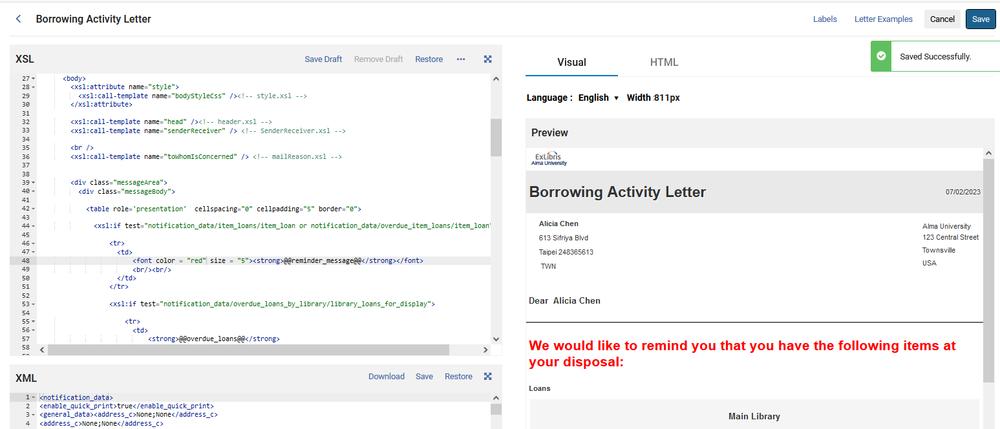 Borrowing Activity Letter
Labels Letter Examples Cancel Save
Saved Successfully.
XSL
Save Draft Remove Draft Restore ...
27 <body>
28 <xsl:attribute name="style">
29 <xsl:call-template name="bodyStyleCss" /><!-- style.xsl -->
30 </xsl:attribute>
31
32 <xsl:call-template name="head" /><!-- header.xsl -->
33 <xsl:call-template name="senderReceiver" /> <!-- SenderReceiver.xsl -->
34
35 <br />
36 <xsl:call-template name="toWhomIsConcerned" /> <!-- mailReason.xsl -->
37
38
39 <div class="messageArea">
40 <div class="messageBody">
41
42 <table role='presentation' cellspacing="0" cellpadding="5" border="0">
43
44 <xsl:if test="notification_data/item_loans/item_loan or notification_data/overdue_item_loans/item_loan"
45
46 <tr>
47 <td>
48 <font color = "red" size = "5"><strong>@@reminder_message@@</strong></font>
49 <br/><br/>
50 </td>
51 </tr>
52
53 <xsl:if test="notification_data/overdue_loans_by_library/library_loans_for_display">
54
55 <tr>
56 <td>
57 <strong>@@overdue_loans@@</strong>
58
XML
Download Save Restore
1 <notification_data>
2 <enable_quick_print>true</enable_quick_print>
3 <general_data><address_c>None;None</address_c>
4 <address_c>None;None</address_c>
Visual HTML
Language : English ▾ Width :811px
Preview
ExLibris
Alma University
Borrowing Activity Letter
07/02/2023
Alicia Chen
613 Sifriya Blvd
Taipei 248365613
TWN
Alma University
123 Central Street
Townsville
USA
Dear Alicia Chen
We would like to remind you that you have the following items at
your disposal:
Loans
Main Library